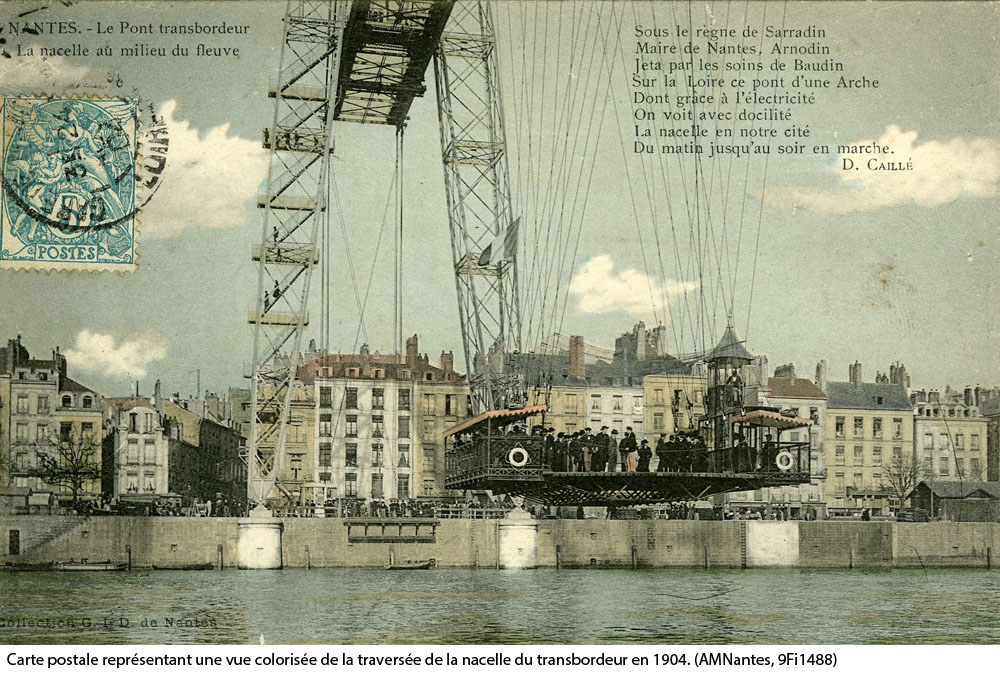 NANTES. - Le Pont transbordeur
La nacelle au milieu du fleuve
Sous le règne de Sarradin
Maire de Nantes, Arnodin
Jeta par les soins de Baudin
Sur la Loire ce pont d'une Arche
Dont grâce à l'électricité
On voit avec docilité
La nacelle en notre cité
Du matin jusqu'au soir en marche.
D. CAILLÉ
POSTES
Collection G. I. D. de Nantes
Carte postale représentant une vue colorisée de la traversée de la nacelle du transbordeur en 1904. (AMNantes, 9Fi1488)